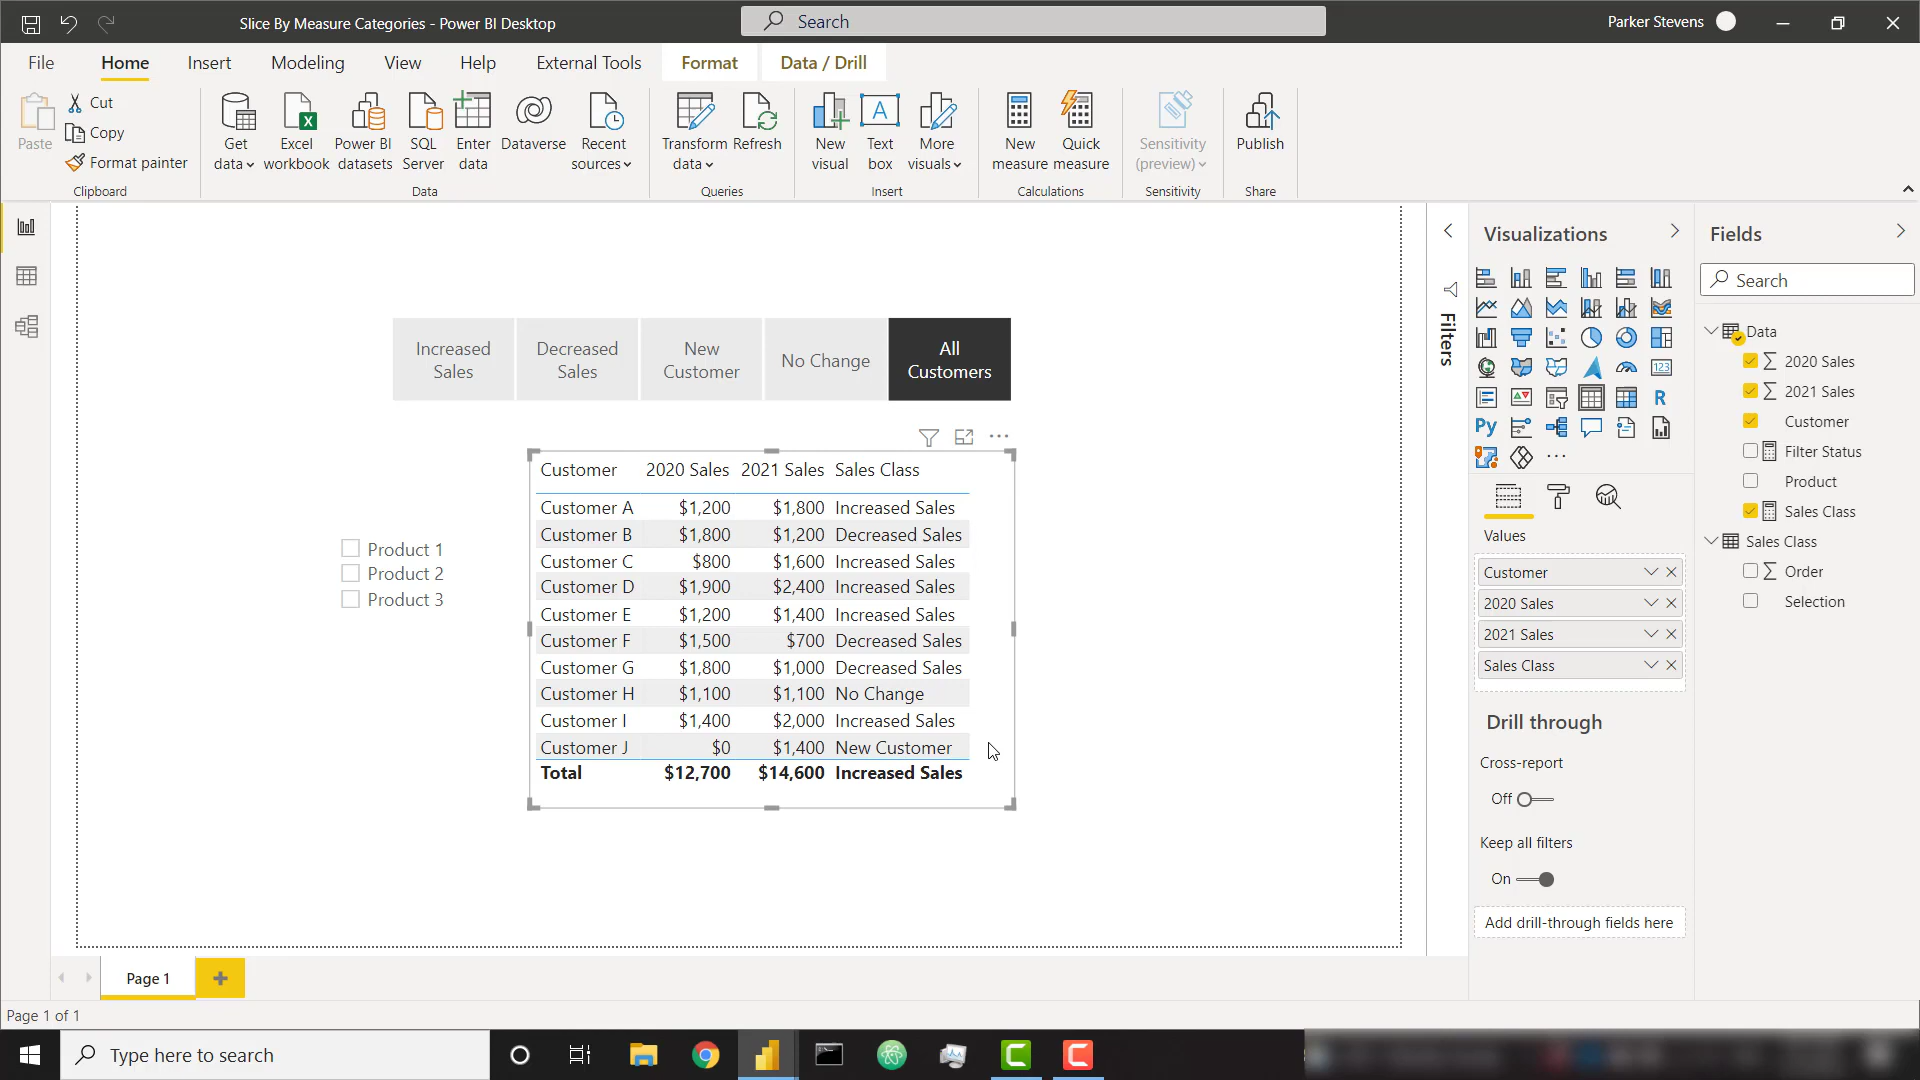 Slice By Measure Categories - Power BI Desktop
Search
Parker Stevens
File Home Insert Modeling View Help External Tools Format Data / Drill
Paste
Cut
Copy
Format painter
Clipboard
Get data
Excel workbook
Power BI datasets
SQL Server
Enter data
Dataverse
Recent sources
Data
Transform data
Refresh
Queries
New visual
Text box
More visuals
Insert
New measure
Quick measure
Calculations
Sensitivity (preview)
Sensitivity
Publish
Share
Increased Sales
Decreased Sales
New Customer
No Change
All Customers
Product 1
Product 2
Product 3
Customer 2020 Sales 2021 Sales Sales Class
Customer A $1,200 $1,800 Increased Sales
Customer B $1,800 $1,200 Decreased Sales
Customer C $800 $1,600 Increased Sales
Customer D $1,900 $2,400 Increased Sales
Customer E $1,200 $1,400 Increased Sales
Customer F $1,500 $700 Decreased Sales
Customer G $1,800 $1,000 Decreased Sales
Customer H $1,100 $1,100 No Change
Customer I $1,400 $2,000 Increased Sales
Customer J $0 $1,400 New Customer
Total $12,700 $14,600 Increased Sales
Filters
Visualizations
123
R
Py
Values
Customer
2020 Sales
2021 Sales
Sales Class
Drill through
Cross-report
Off
Keep all filters
On
Add drill-through fields here
Fields
Search
Data
2020 Sales
2021 Sales
Customer
Filter Status
Product
Sales Class
Sales Class
Order
Selection
Page 1
Page 1 of 1
Type here to search